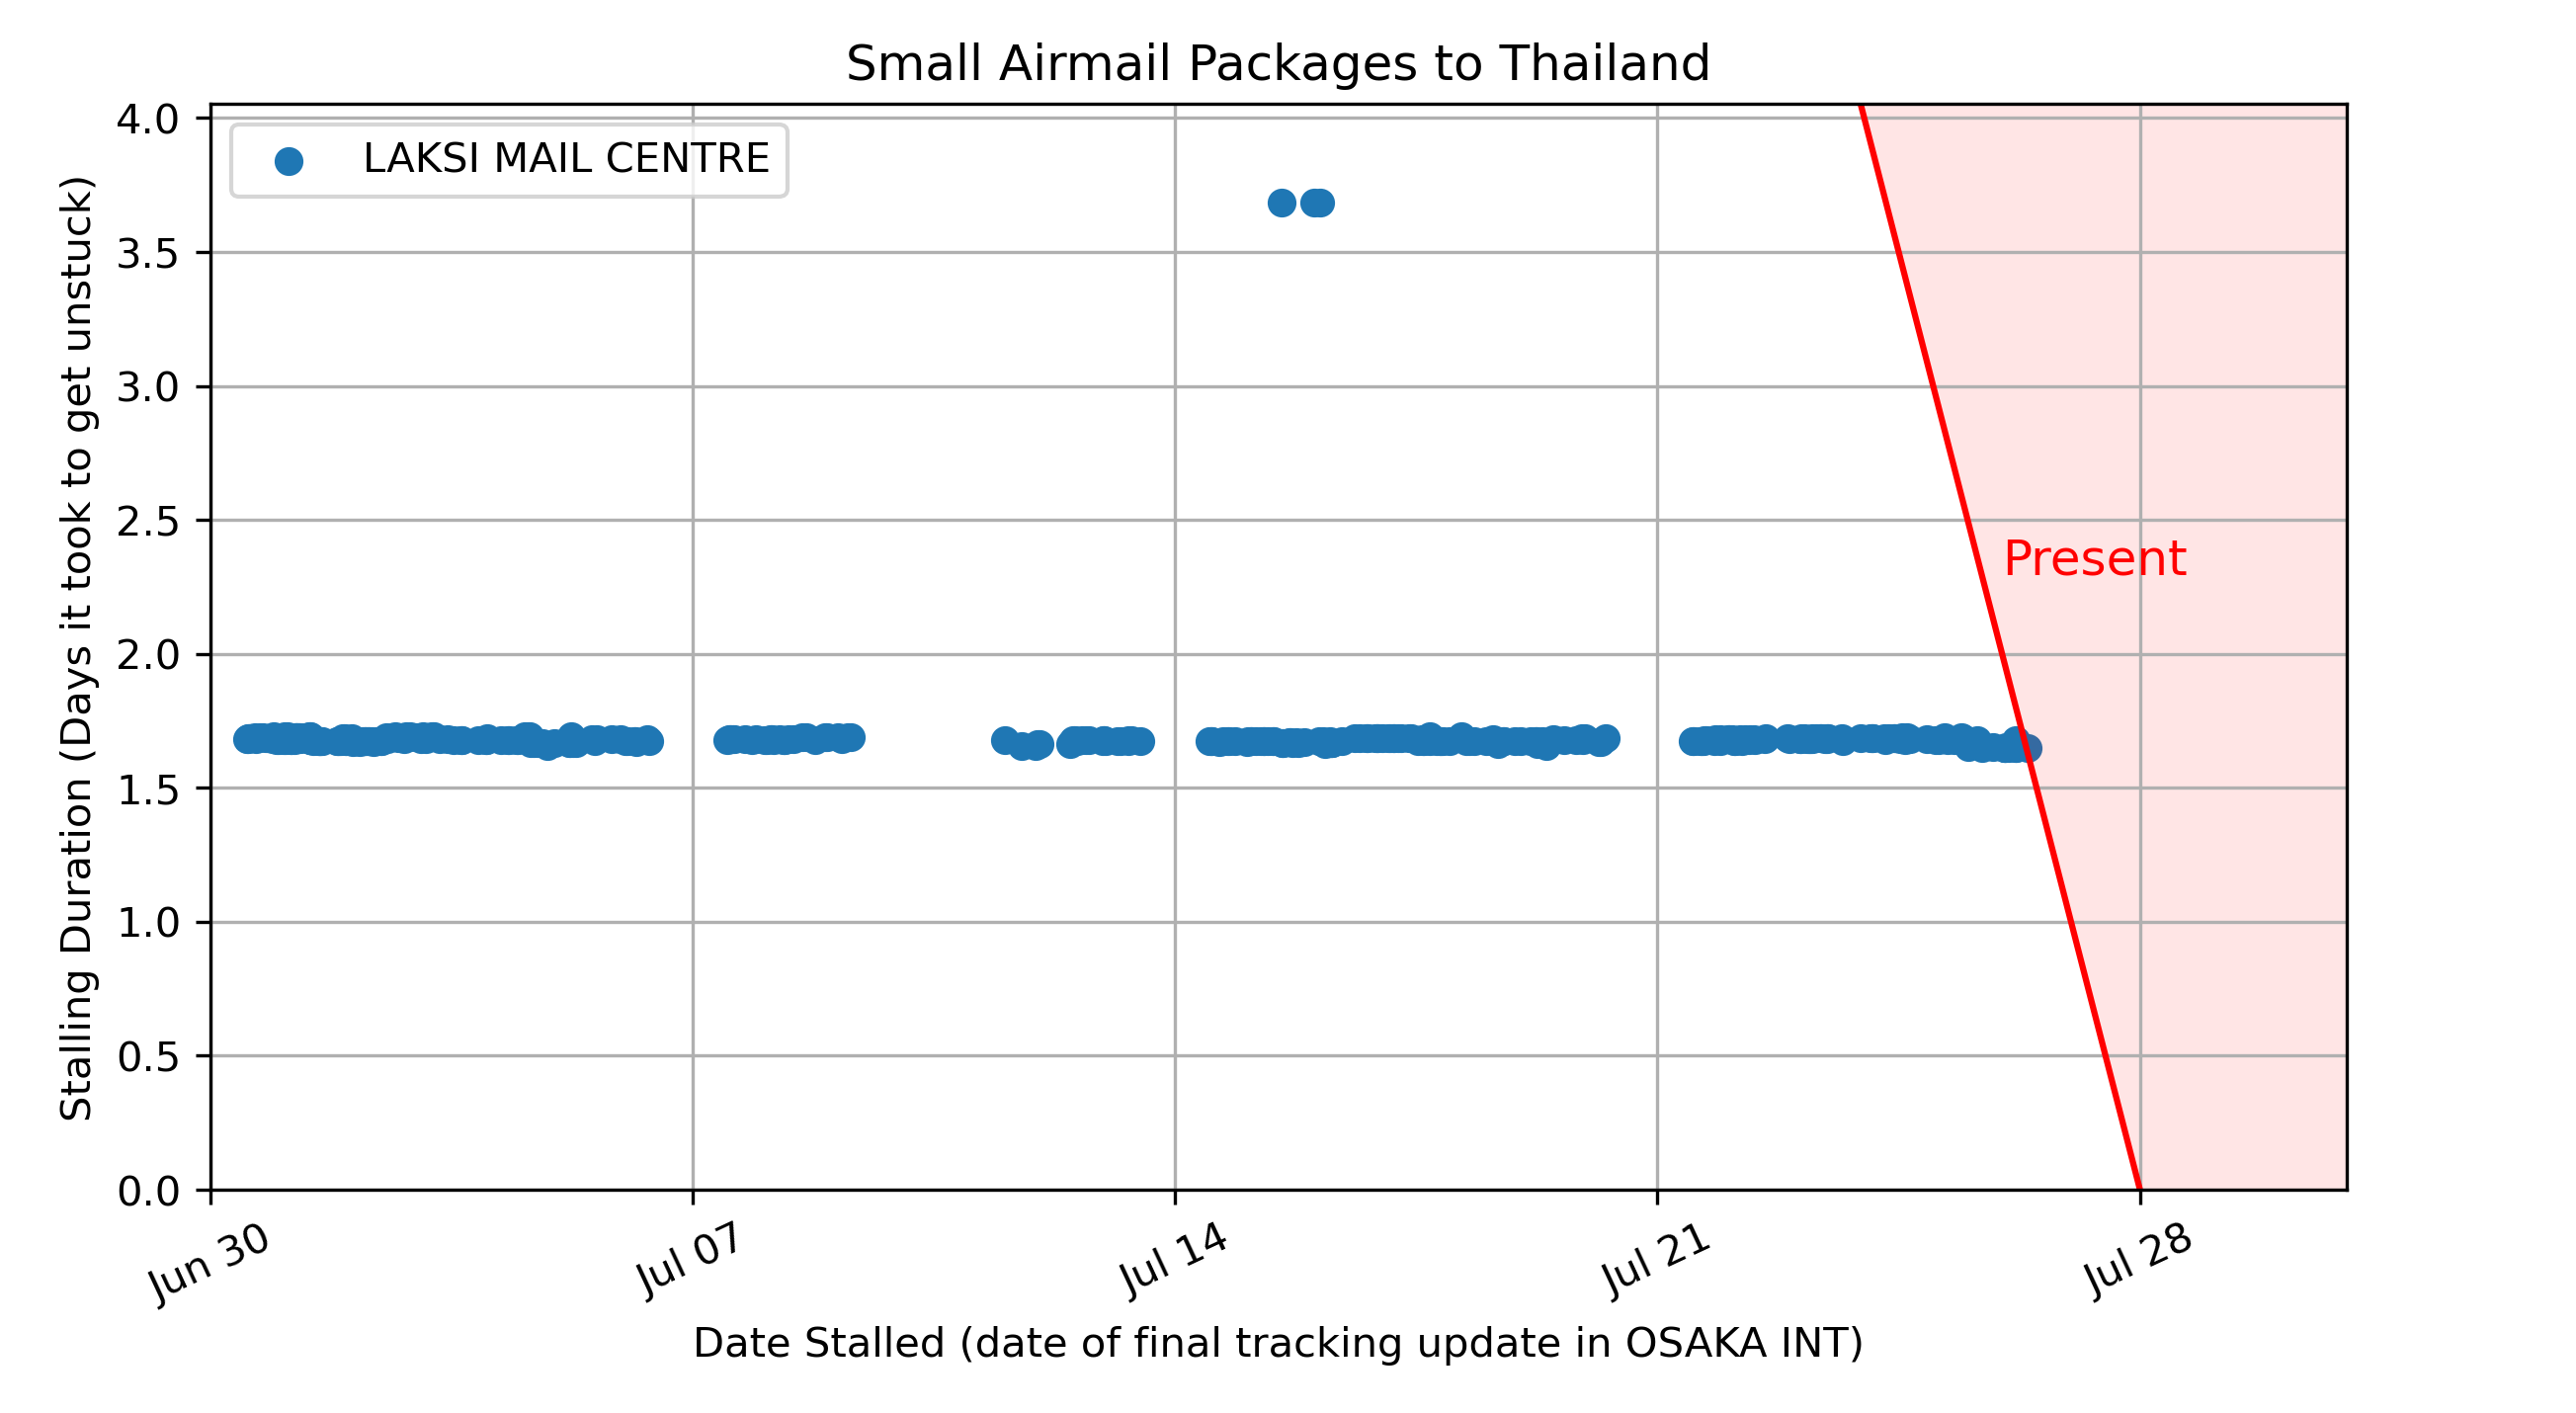 Small Airmail Packages to Thailand
LAKSI MAIL CENTRE
Stalling Duration (Days it took to get unstuck)
4.0
3.5
3.0
2.5
2.0
1.5
1.0
0.5
0.0
Present
Jun 30
Jul 07
Jul 14
Jul 21
Jul 28
Date Stalled (date of final tracking update in OSAKA INT)